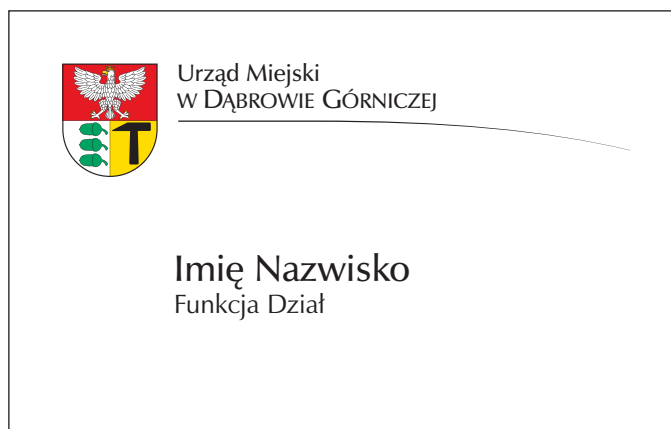 Urząd Miejski
w Dąbrowie Górniczej
Imię Nazwisko
Funkcja Dział